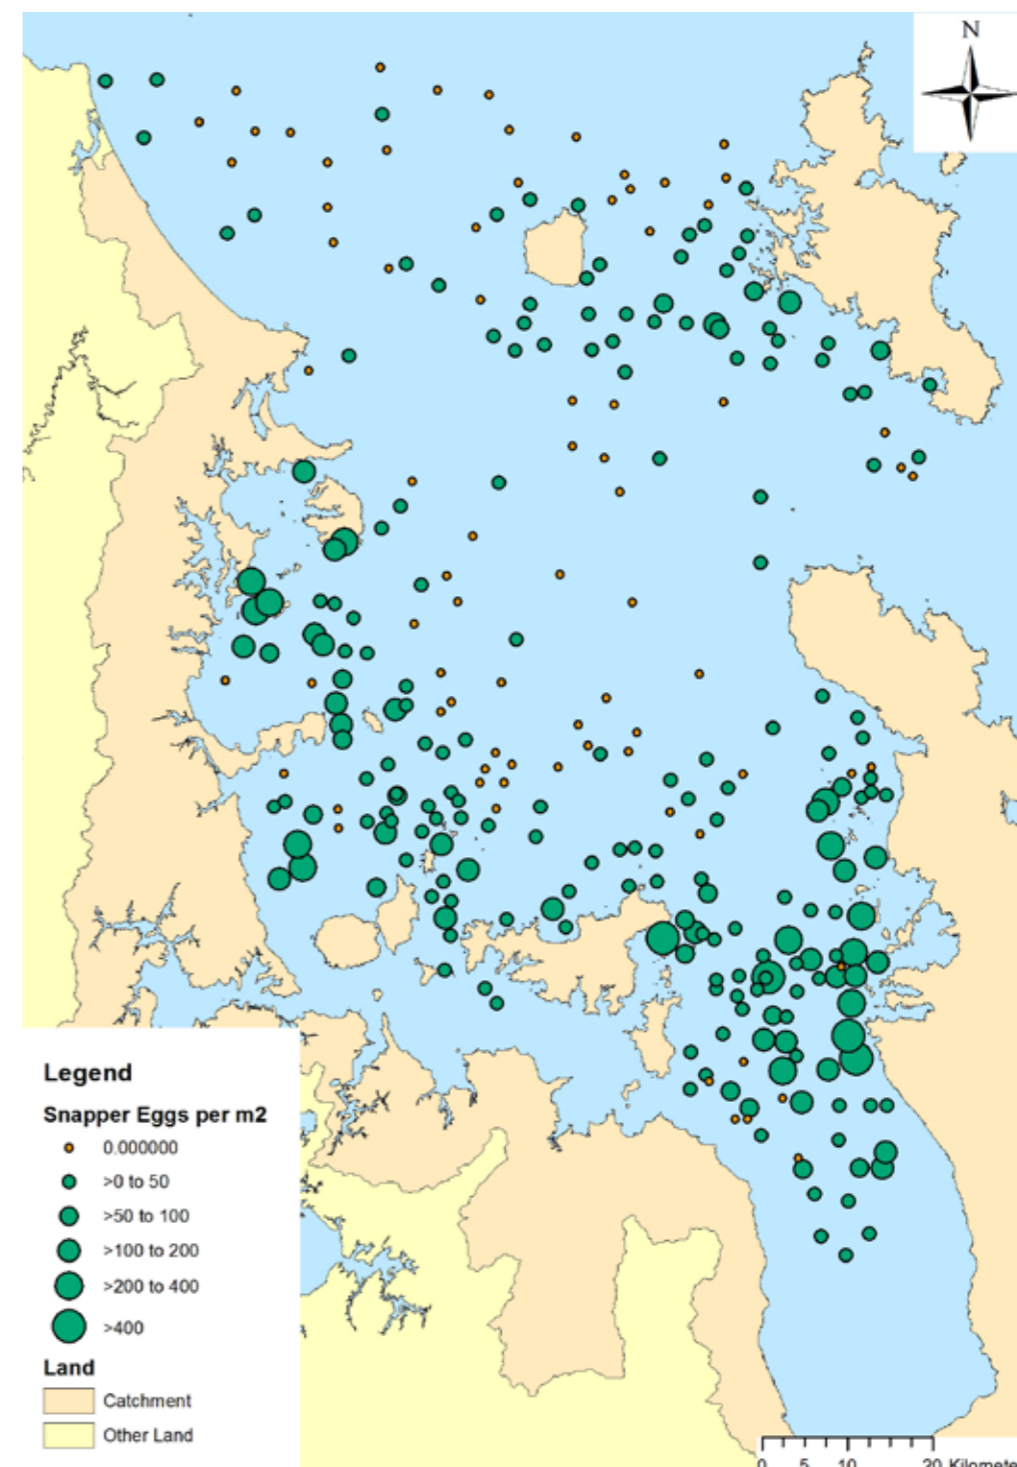 N
Legend
Snapper Eggs per m2
0.000000
>0 to 50
>50 to 100
>100 to 200
>200 to 400
>400
Land
Catchment
Other Land
0 5 10 20 Kilomete